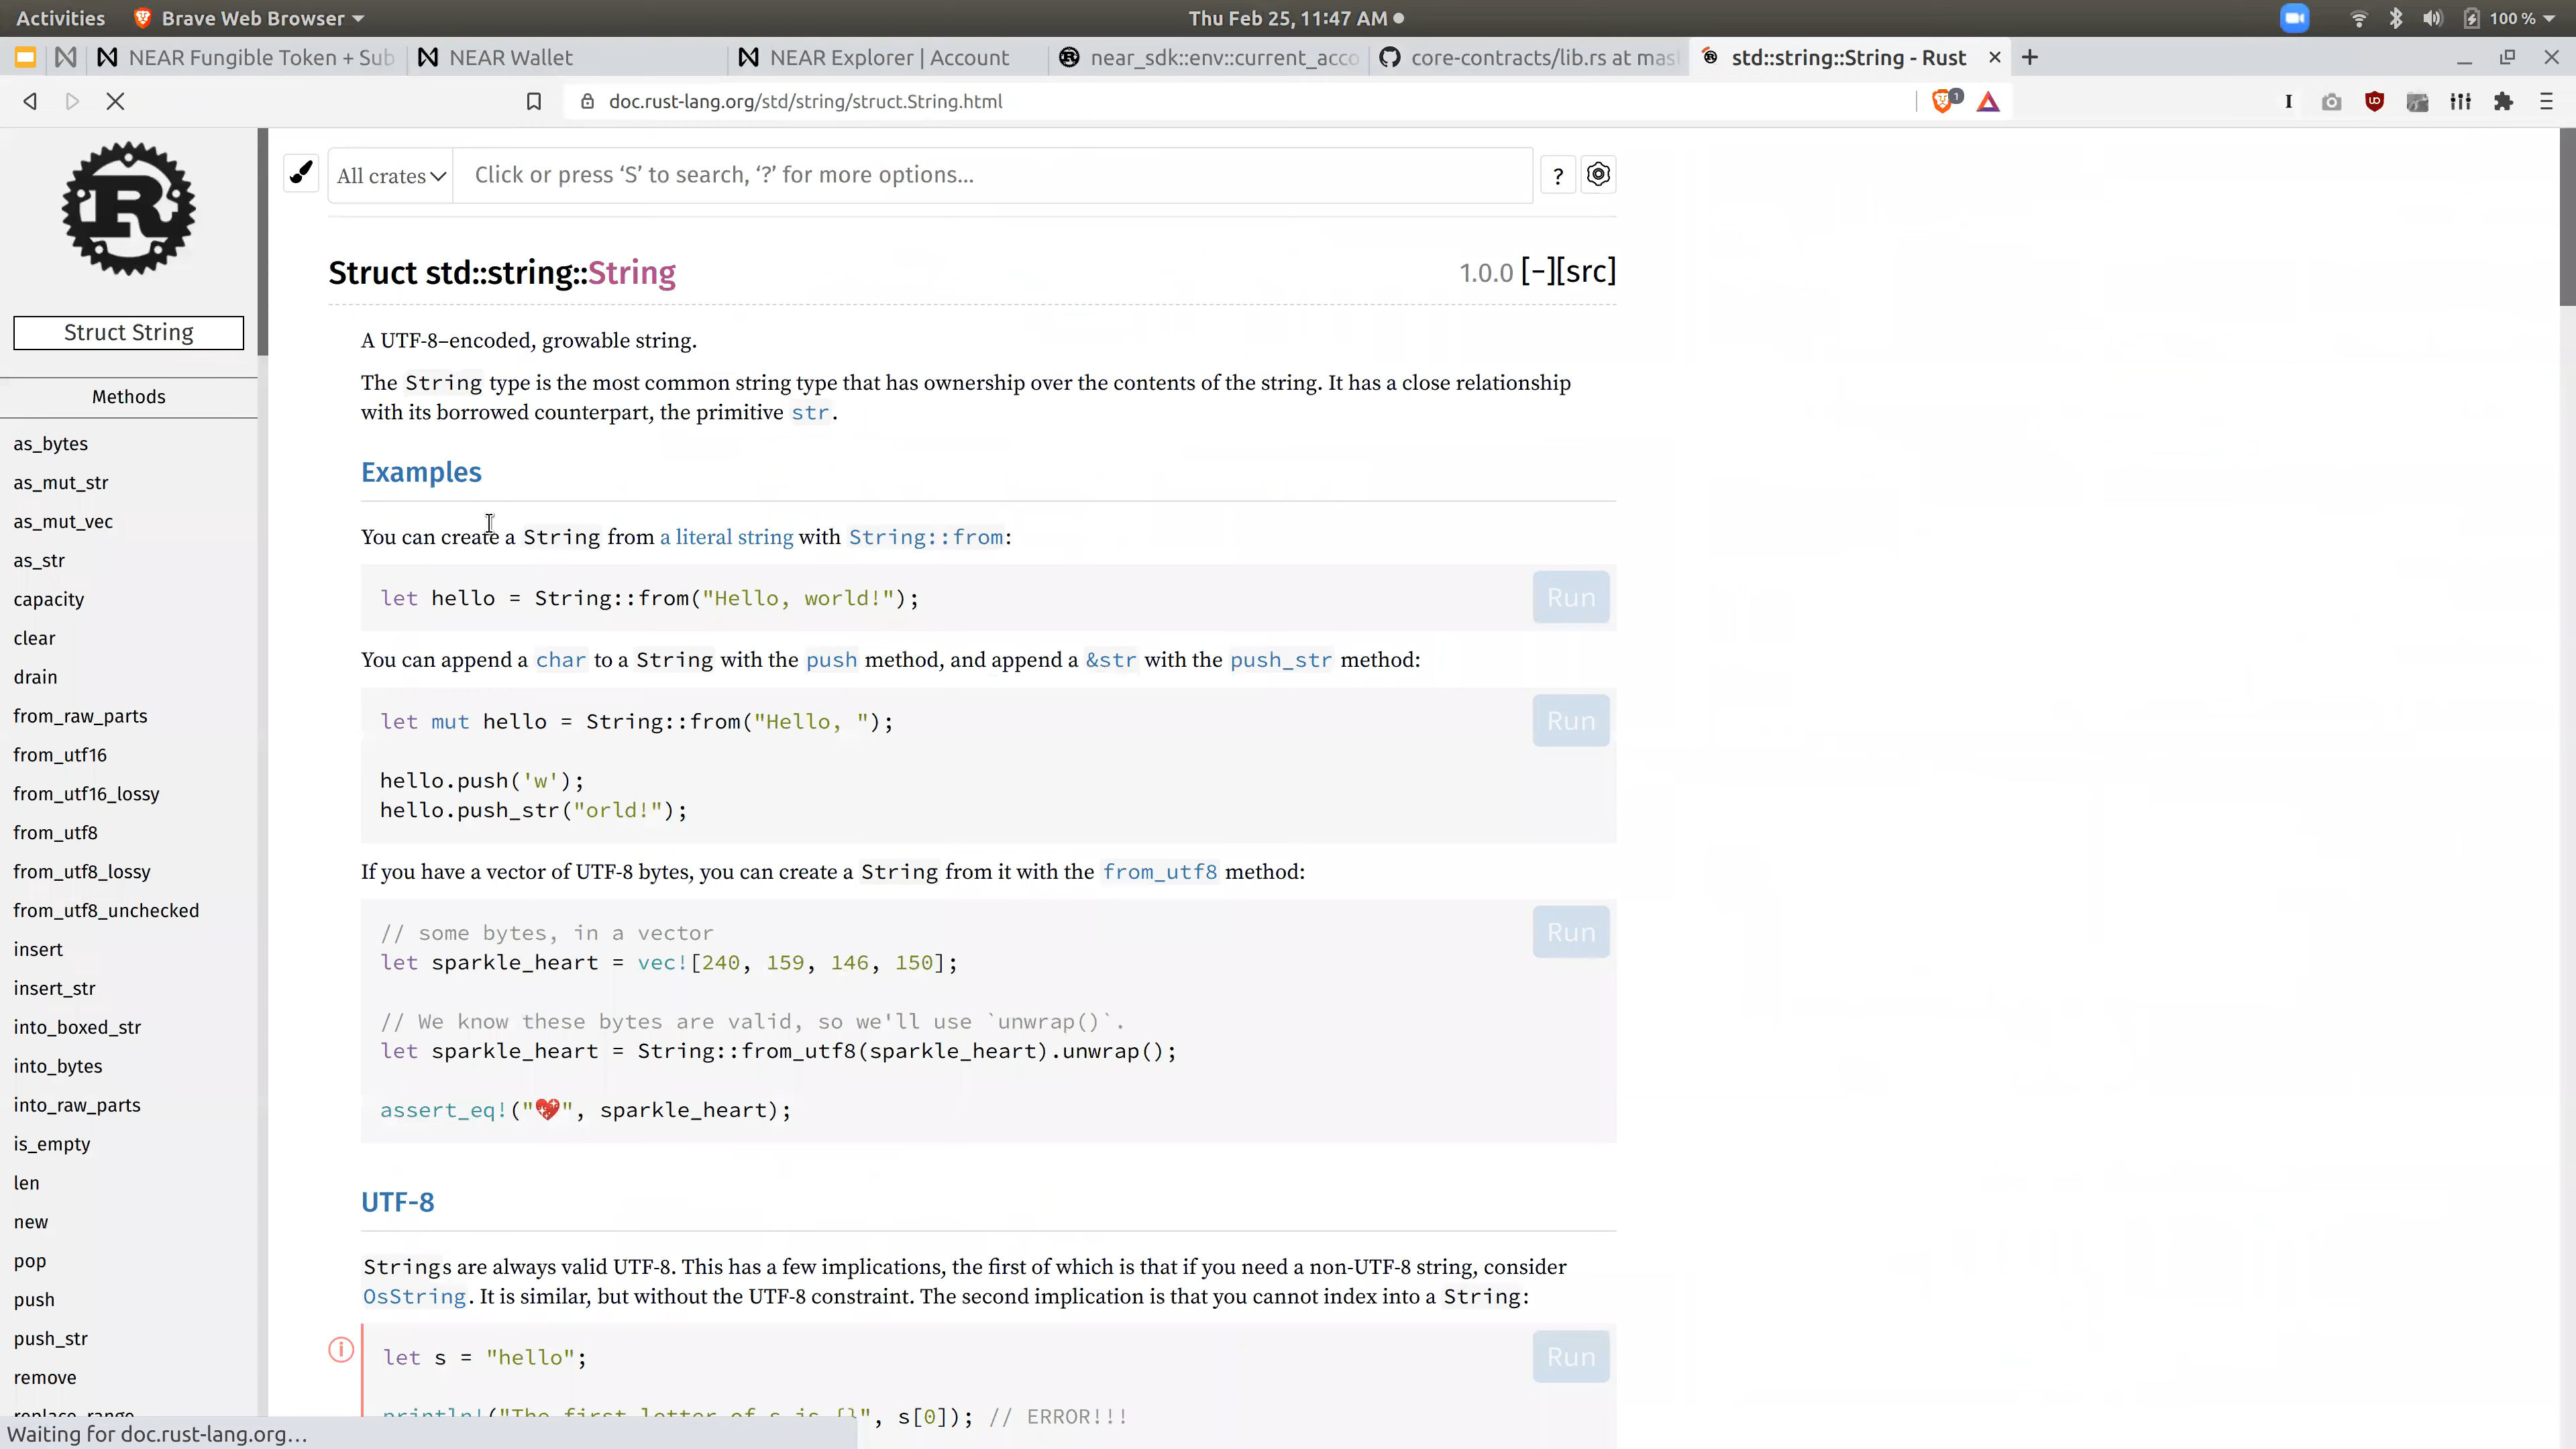 Activities Brave Web Browser Thu Feb 25, 11:47 AM 100 %
NEAR Fungible Token + Sub NEAR Wallet NEAR Explorer | Account near_sdk::env::current_acco core-contracts/lib.rs at mas std::string::String - Rust
doc.rust-lang.org/std/string/struct.String.html 1
All crates Click or press ‘S’ to search, ‘?’ for more options… ?
Struct std::string::String 1.0.0 [−][src]
Struct String
Methods
as_bytes
as_mut_str
as_mut_vec
as_str
capacity
clear
drain
from_raw_parts
from_utf16
from_utf16_lossy
from_utf8
from_utf8_lossy
from_utf8_unchecked
insert
insert_str
into_boxed_str
into_bytes
into_raw_parts
is_empty
len
new
pop
push
push_str
remove
replace_range
A UTF-8–encoded, growable string.
The String type is the most common string type that has ownership over the contents of the string. It has a close relationship
with its borrowed counterpart, the primitive str.
Examples
You can create a String from a literal string with String::from:
let hello = String::from("Hello, world!"); Run
You can append a char to a String with the push method, and append a &str with the push_str method:
let mut hello = String::from("Hello, "); Run
hello.push('w');
hello.push_str("orld!");
If you have a vector of UTF-8 bytes, you can create a String from it with the from_utf8 method:
// some bytes, in a vector Run
let sparkle_heart = vec![240, 159, 146, 150];
// We know these bytes are valid, so we'll use `unwrap()`.
let sparkle_heart = String::from_utf8(sparkle_heart).unwrap();
assert_eq!("💖", sparkle_heart);
UTF-8
Strings are always valid UTF-8. This has a few implications, the first of which is that if you need a non-UTF-8 string, consider
OsString. It is similar, but without the UTF-8 constraint. The second implication is that you cannot index into a String:
let s = "hello"; Run
println!("The first letter of s is {}", s[0]); // ERROR!!!
Waiting for doc.rust-lang.org…